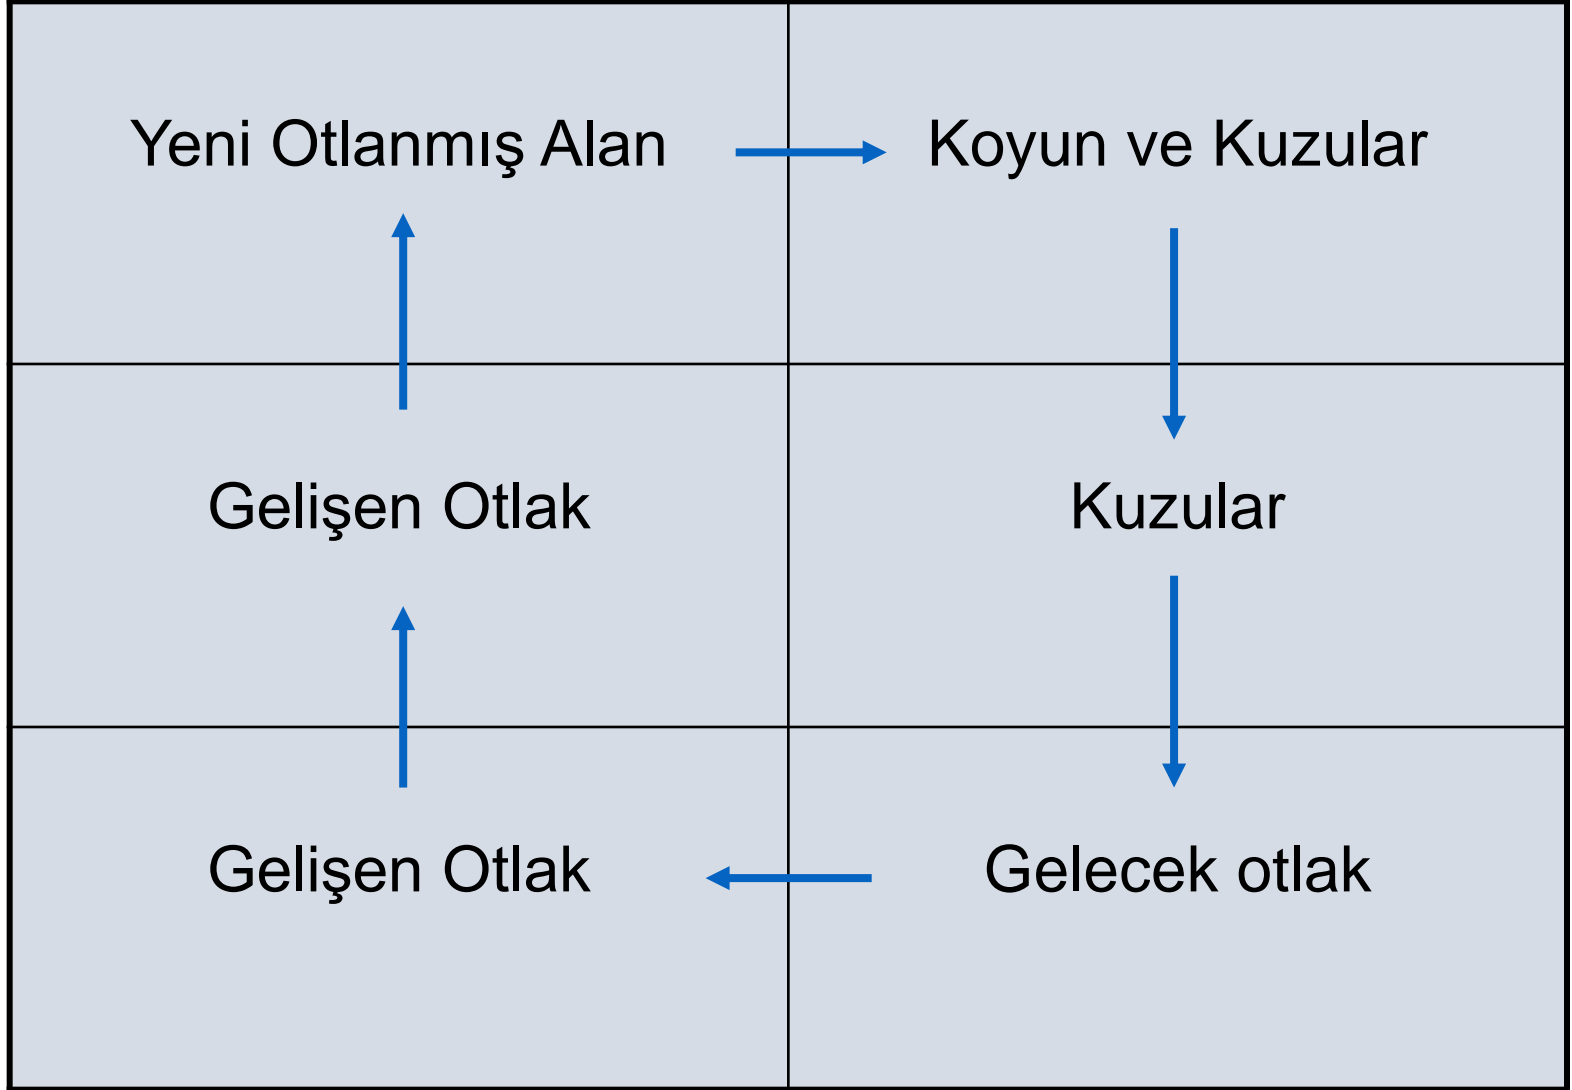 Yeni Otlanmış Alan
Koyun ve Kuzular
Gelişen Otlak
Kuzular
Gelişen Otlak
Gelecek otlak